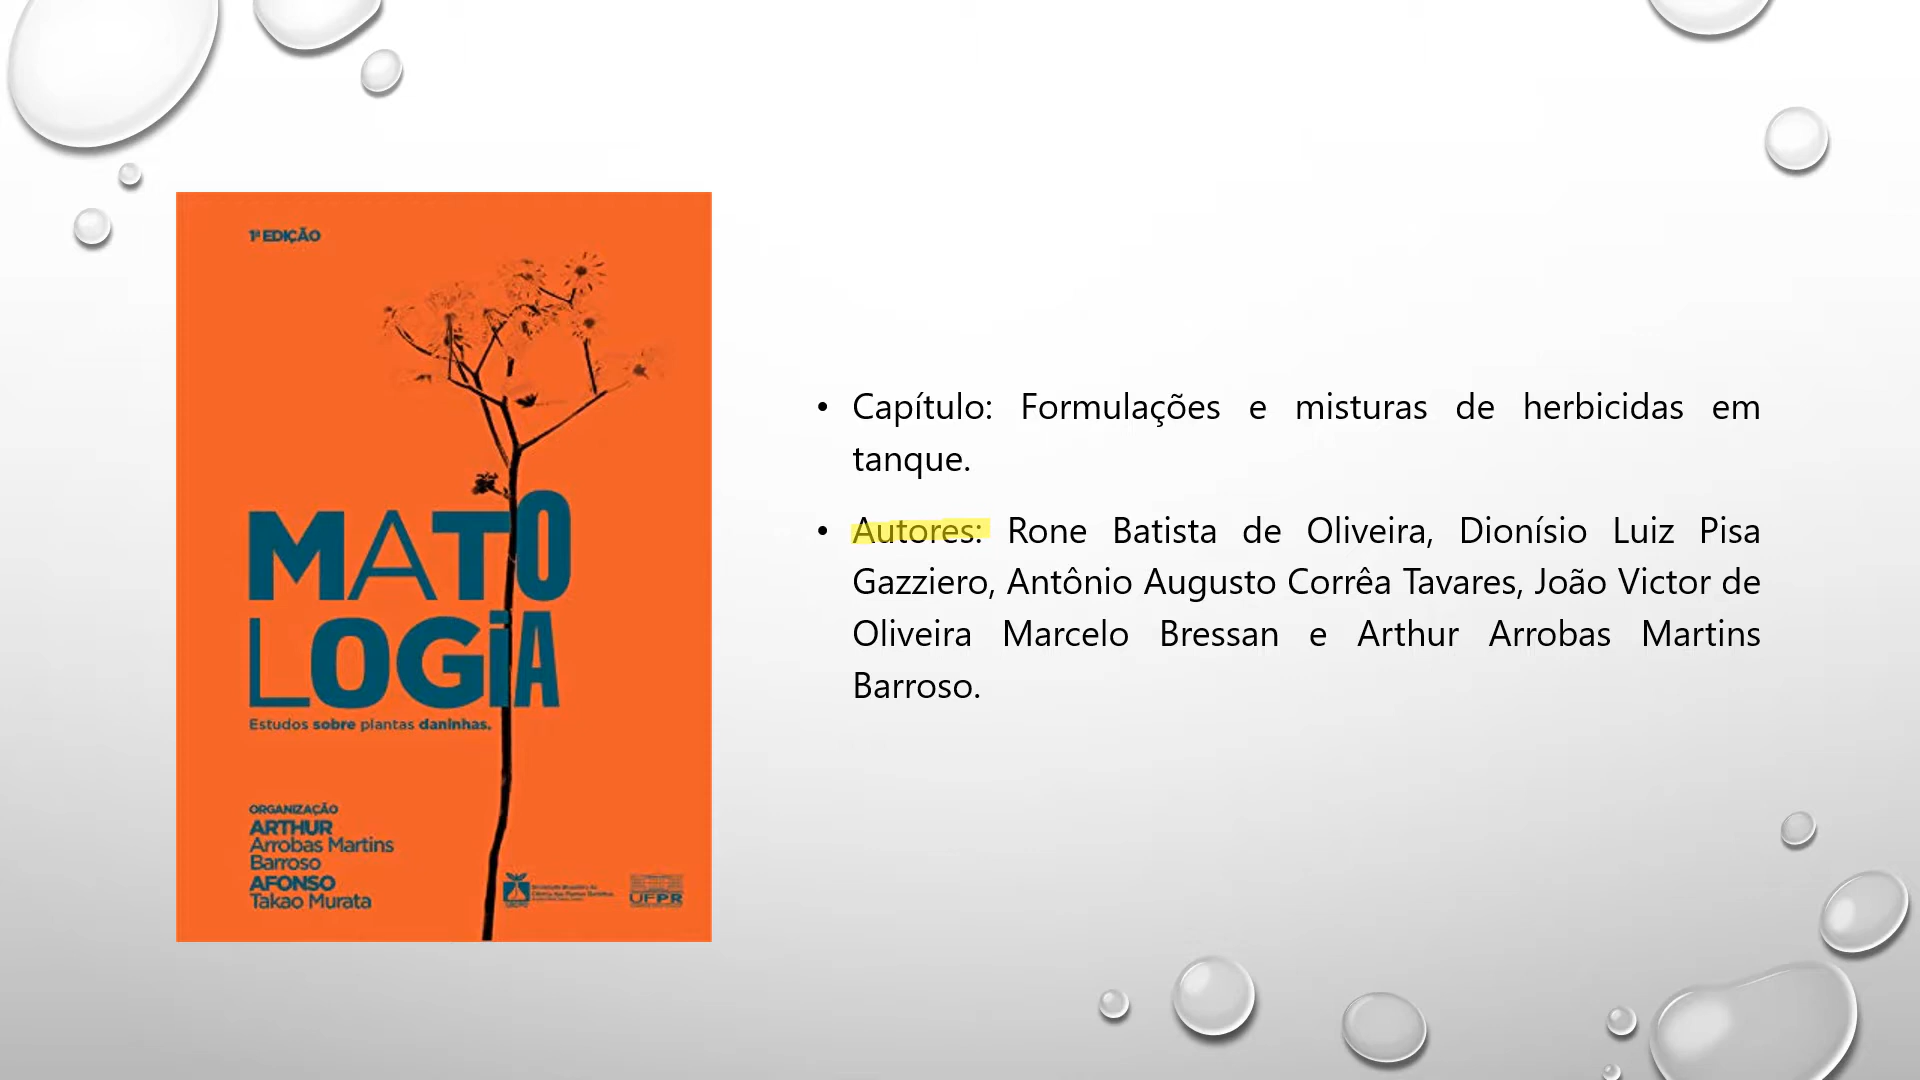 1ª EDIÇÃO
MATO
LOGiA
Estudos sobre plantas daninhas.
ORGANIZAÇÃO
ARTHUR
Arrobas Martins
Barroso
AFONSO
Takao Murata
UFPR
• Capítulo: Formulações e misturas de herbicidas em
tanque.
• Autores: Rone Batista de Oliveira, Dionísio Luiz Pisa
Gazziero, Antônio Augusto Corrêa Tavares, João Victor de
Oliveira Marcelo Bressan e Arthur Arrobas Martins
Barroso.